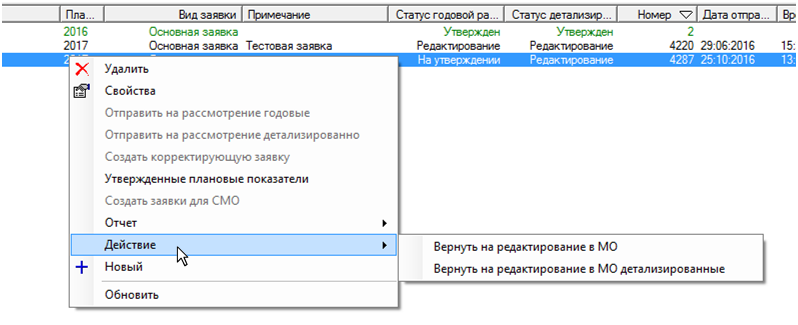 Пла... Вид заявки Примечание Статус годовой ра... Статус детализир... Номер Дата отпра... Вр
2016 Основная заявка Утвержден Утвержден 2
2017 Основная заявка Тестовая заявка Редактирование Редактирование 4220 29:06:2016 15:
На утверждении Редактирование 4287 25:10:2016 13:
Удалить
Свойства
Отправить на рассмотрение годовые
Отправить на рассмотрение детализированно
Создать корректирующую заявку
Утвержденные плановые показатели
Создать заявки для СМО
Отчет
Действие
Вернуть на редактирование в МО
Новый
Вернуть на редактирование в МО детализированные
Обновить